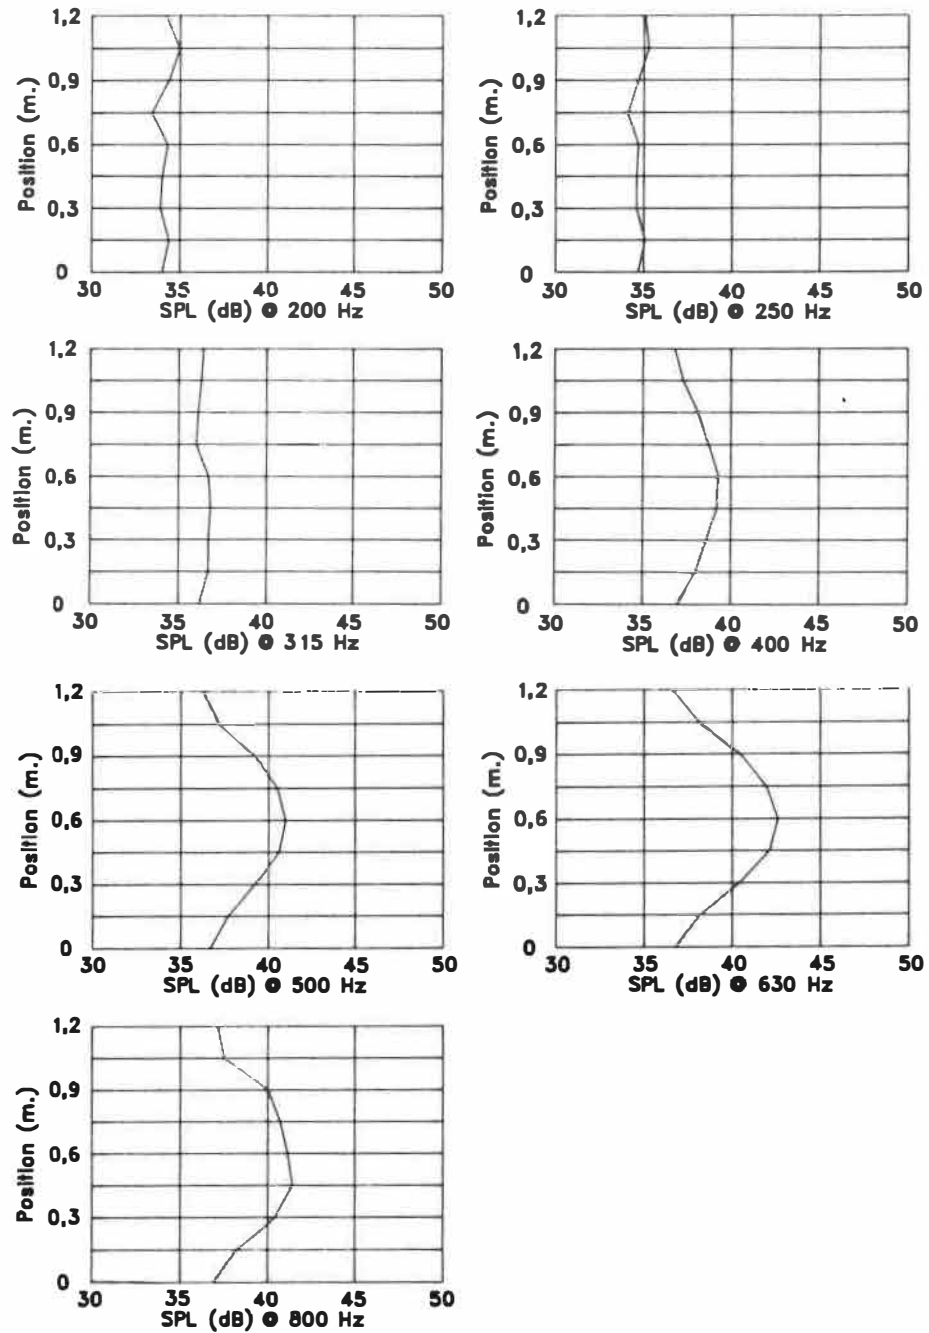 1,2
0,9
0,6
0,3
0
Position (m.)
30 35 40 45 50
SPL (dB) @ 200 Hz
1,2
0,9
0,6
0,3
0
Position (m.)
30 35 40 45 50
SPL (dB) @ 250 Hz
1,2
0,9
0,6
0,3
0
Position (m.)
30 35 40 45 50
SPL (dB) @ 315 Hz
1,2
0,9
0,6
0,3
0
Position (m.)
30 35 40 45 50
SPL (dB) @ 400 Hz
1,2
0,9
0,6
0,3
0
Position (m.)
30 35 40 45 50
SPL (dB) @ 500 Hz
1,2
0,9
0,6
0,3
0
Position (m.)
30 35 40 45 50
SPL (dB) @ 630 Hz
1,2
0,9
0,6
0,3
0
Position (m.)
30 35 40 45 50
SPL (dB) @ 800 Hz